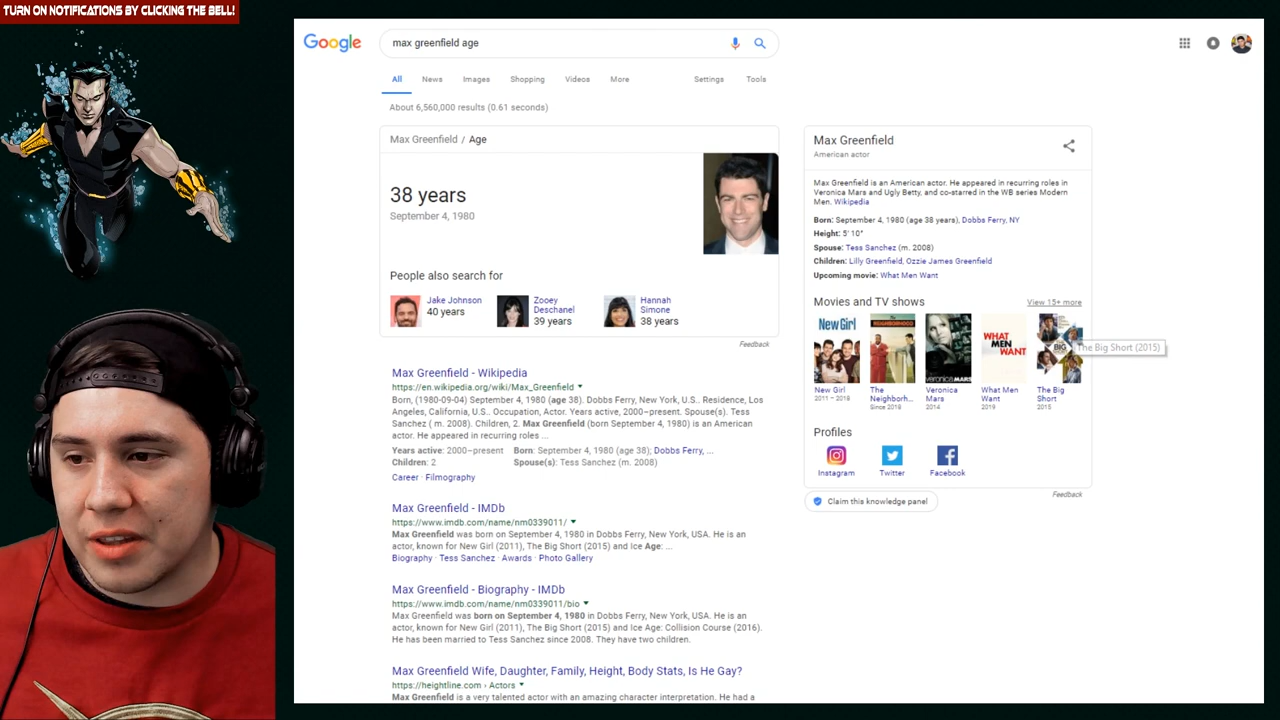 TURN ON NOTIFICATIONS BY CLICKING THE BELL!
Google
max greenfield age
All News Images Shopping Videos More Settings Tools
About 6,560,000 results (0.61 seconds)
Max Greenfield / Age
38 years
September 4, 1980
People also search for
Jake Johnson
40 years
Zooey Deschanel
39 years
Hannah Simone
38 years
Feedback
Max Greenfield - Wikipedia
https://en.wikipedia.org/wiki/Max_Greenfield
Born, (1980-09-04) September 4, 1980 (age 38). Dobbs Ferry, New York, U.S.. Residence, Los
Angeles, California, U.S.. Occupation, Actor. Years active, 2000–present. Spouse(s). Tess
Sanchez ( m. 2008). Children, 2. Max Greenfield (born September 4, 1980) is an American
actor. He appeared in recurring roles ...
Years active: 2000–present Born: September 4, 1980 (age 38); Dobbs Ferry, ...
Children: 2 Spouse(s): Tess Sanchez (m. 2008)
Career · Filmography
Max Greenfield - IMDb
https://www.imdb.com/name/nm0339011/
Max Greenfield was born on September 4, 1980 in Dobbs Ferry, New York, USA. He is an
actor, known for New Girl (2011), The Big Short (2015) and Ice Age: ...
Biography · Tess Sanchez · Awards · Photo Gallery
Max Greenfield - Biography - IMDb
https://www.imdb.com/name/nm0339011/bio
Max Greenfield was born on September 4, 1980 in Dobbs Ferry, New York, USA. He is an
actor, known for New Girl (2011), The Big Short (2015) and Ice Age: Collision Course (2016).
He has been married to Tess Sanchez since 2008. They have two children.
Max Greenfield Wife, Daughter, Family, Height, Body Stats, Is He Gay?
https://heightline.com › Actors
Max Greenfield is a very talented actor with an amazing character interpretation. He had a
Max Greenfield
American actor
Max Greenfield is an American actor. He appeared in recurring roles in
Veronica Mars and Ugly Betty, and co-starred in the WB series Modern
Men. Wikipedia
Born: September 4, 1980 (age 38 years), Dobbs Ferry, NY
Height: 5' 10"
Spouse: Tess Sanchez (m. 2008)
Children: Lilly Greenfield, Ozzie James Greenfield
Upcoming movie: What Men Want
Movies and TV shows
View 15+ more
New Girl
NEIGHBORHOOD
VERONICA MARS
WHAT MEN WANT
BIG
The Big Short (2015)
New Girl
2011 – 2018
The Neighborh...
Since 2018
Veronica Mars
2014
What Men Want
2019
The Big Short
2015
Profiles
Instagram
Twitter
Facebook
Feedback
Claim this knowledge panel